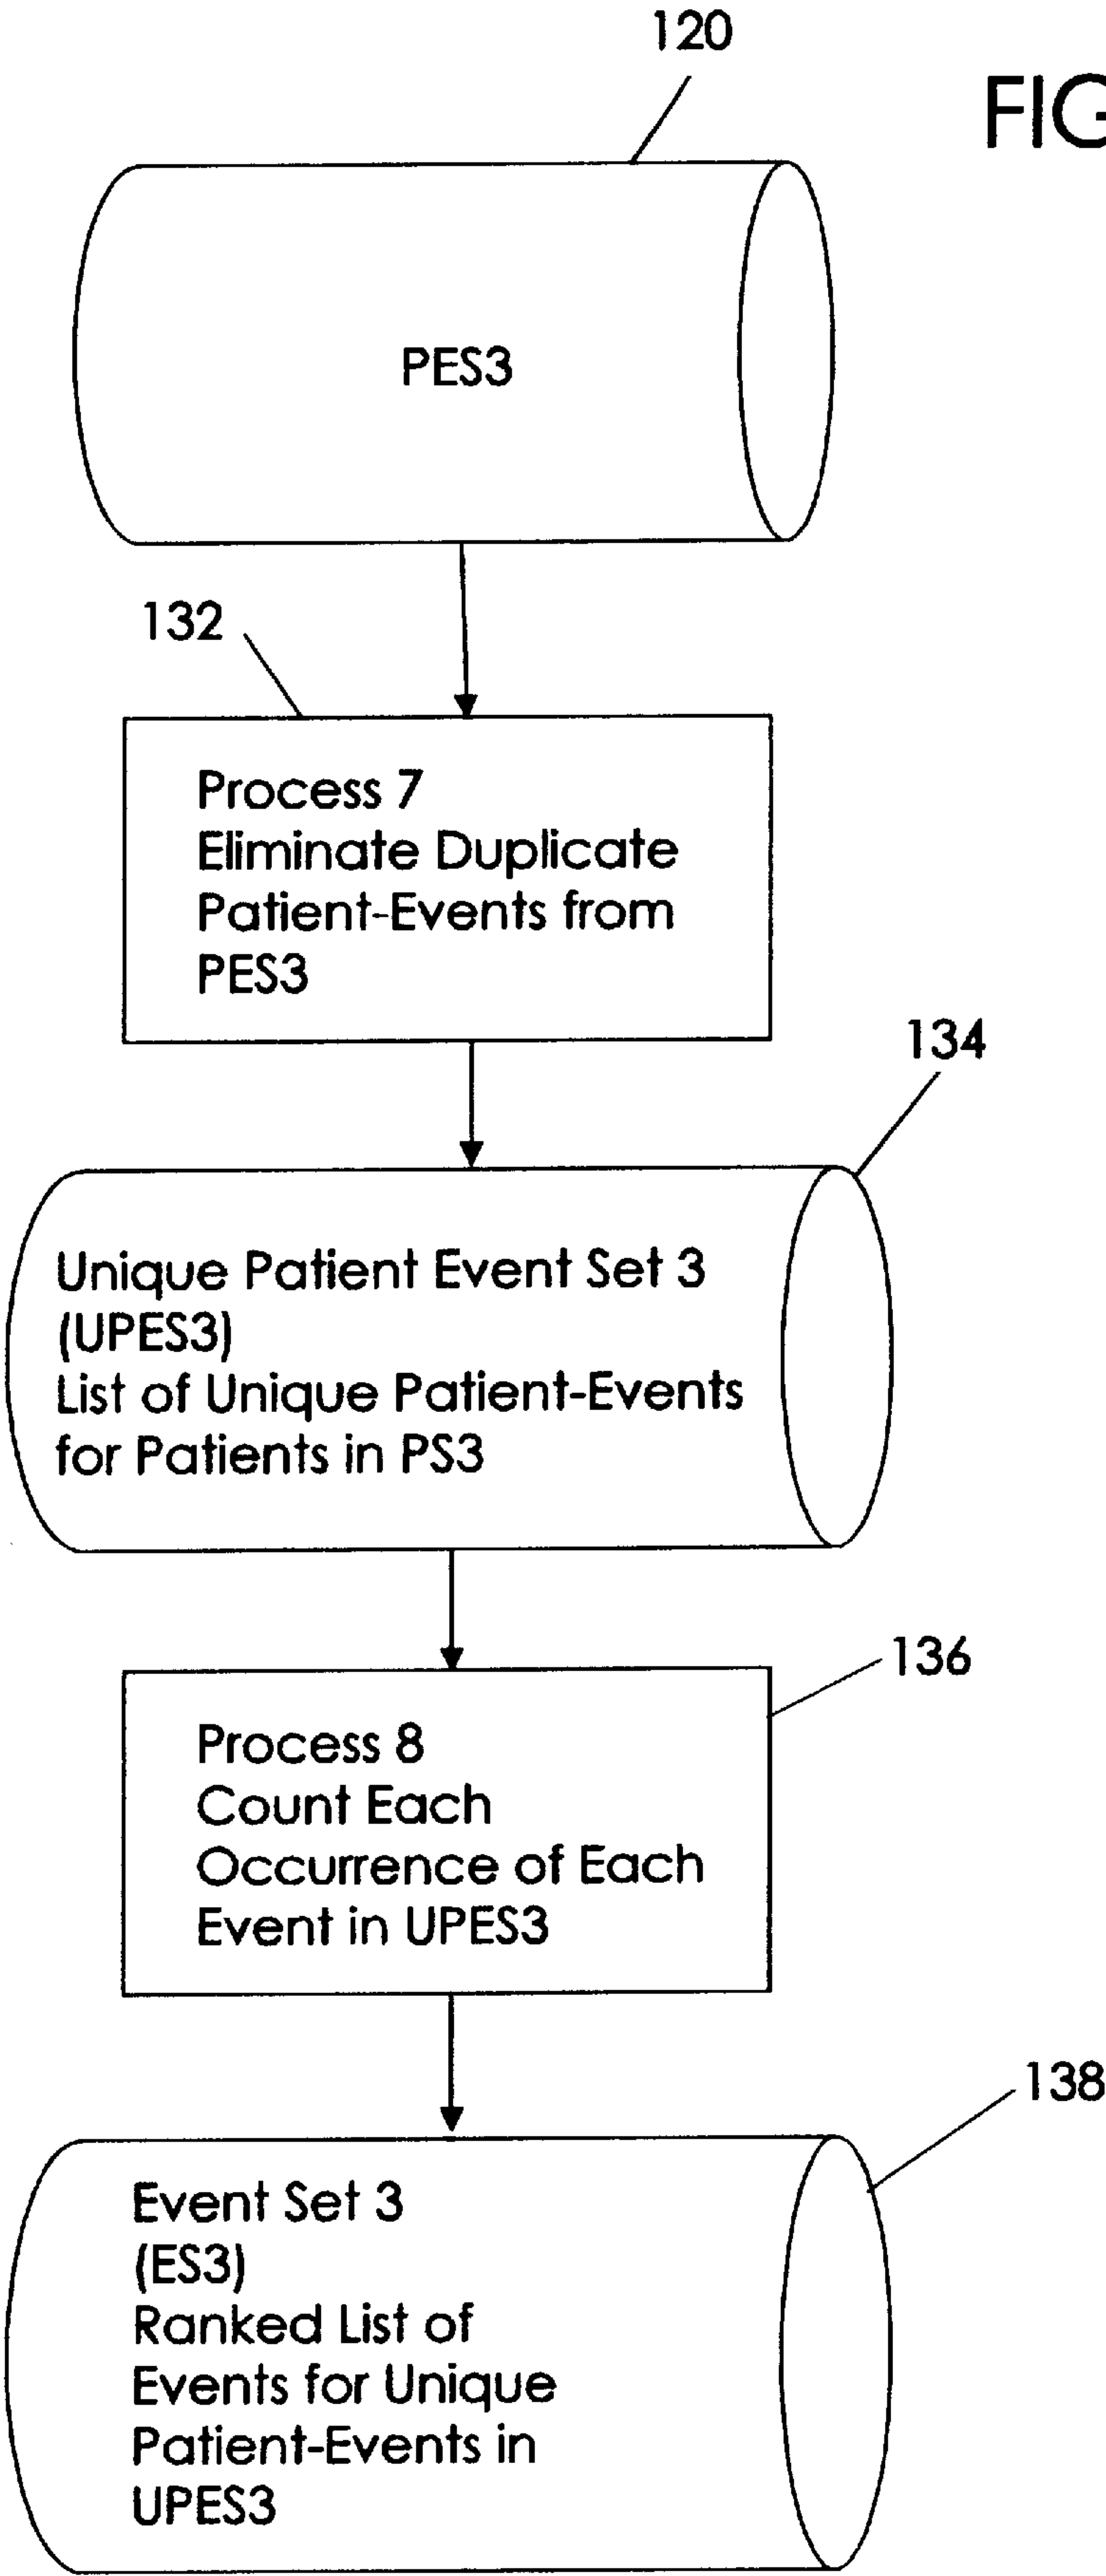 120
FIG
PES3
132
Process 7
Eliminate Duplicate
Patient-Events from
PES3
134
Unique Patient Event Set 3
(UPES3)
List of Unique Patient-Events
for Patients in PS3
136
Process 8
Count Each
Occurrence of Each
Event in UPES3
138
Event Set 3
(ES3)
Ranked List of
Events for Unique
Patient-Events in
UPES3